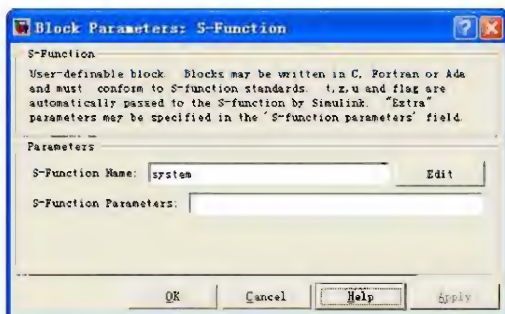 Block Parameters: S-Function
S-Function
User-definable block. Blocks may be written in C, Fortran or Ada
and must conform to S-function standards. t,x,u and flag are
automatically passed to the S-function by Simulink. "Extra"
parameters may be specified in the 'S-function parameters' field.
Parameters
S-Function Name: system Edit
S-Function Parameters:
OK Cancel Help Apply